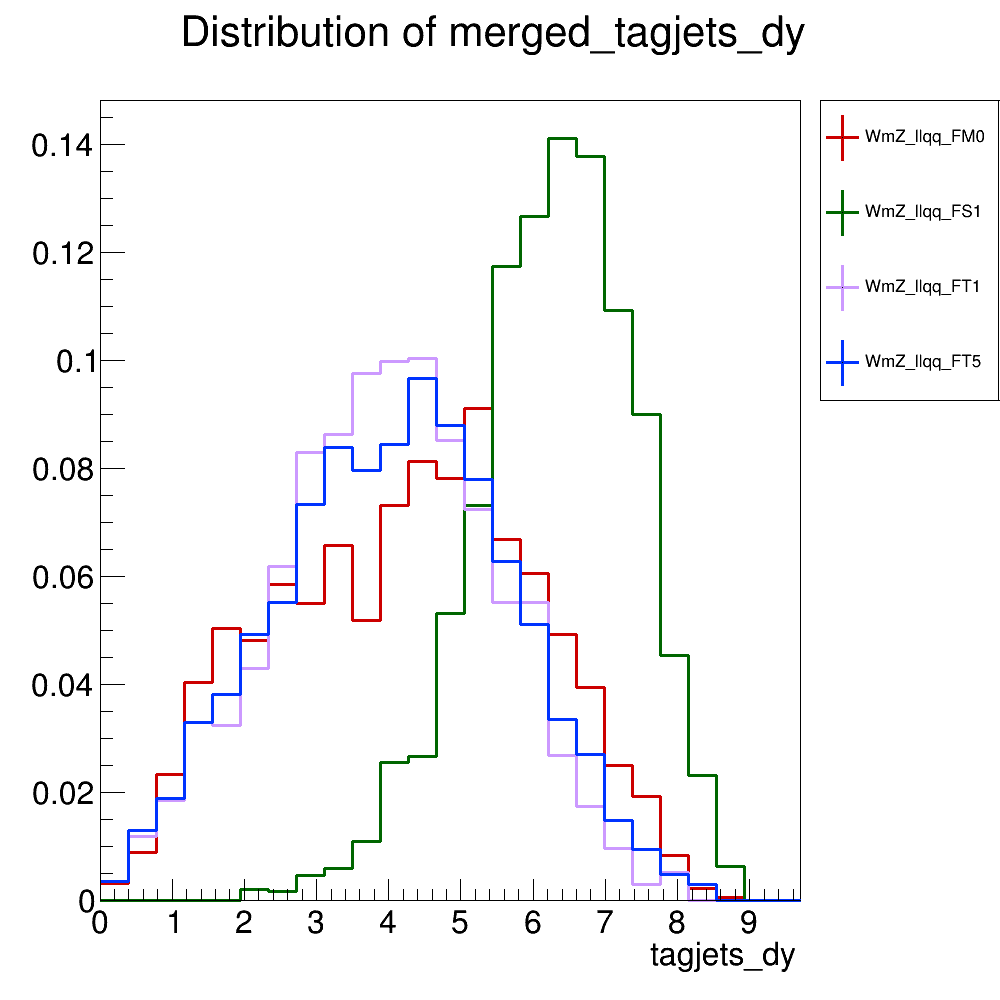 Distribution of merged_tagjets_dy
0.14
0.12
0.1
0.08
0.06
0.04
0.02
0
0 1 2 3 4 5 6 7 8 9
tagjets_dy
WmZ_llqq_FM0
WmZ_llqq_FS1
WmZ_llqq_FT1
WmZ_llqq_FT5